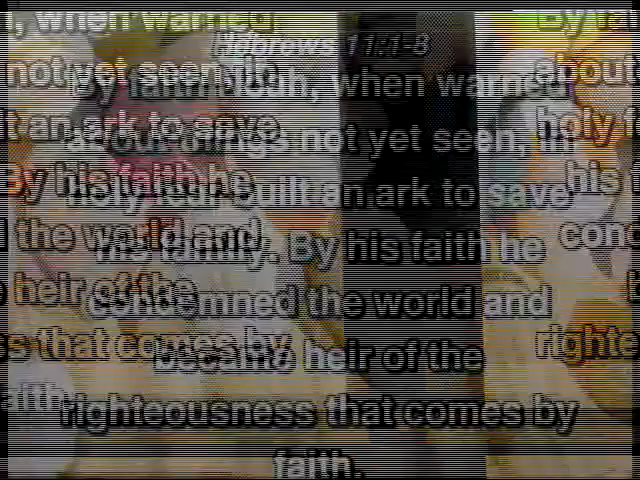 Hebrews 11:1-8
By faith Noah, when warned
about things not yet seen, in
holy fear built an ark to save
his family. By his faith he
condemned the world and
became heir of the
righteousness that comes by
faith.